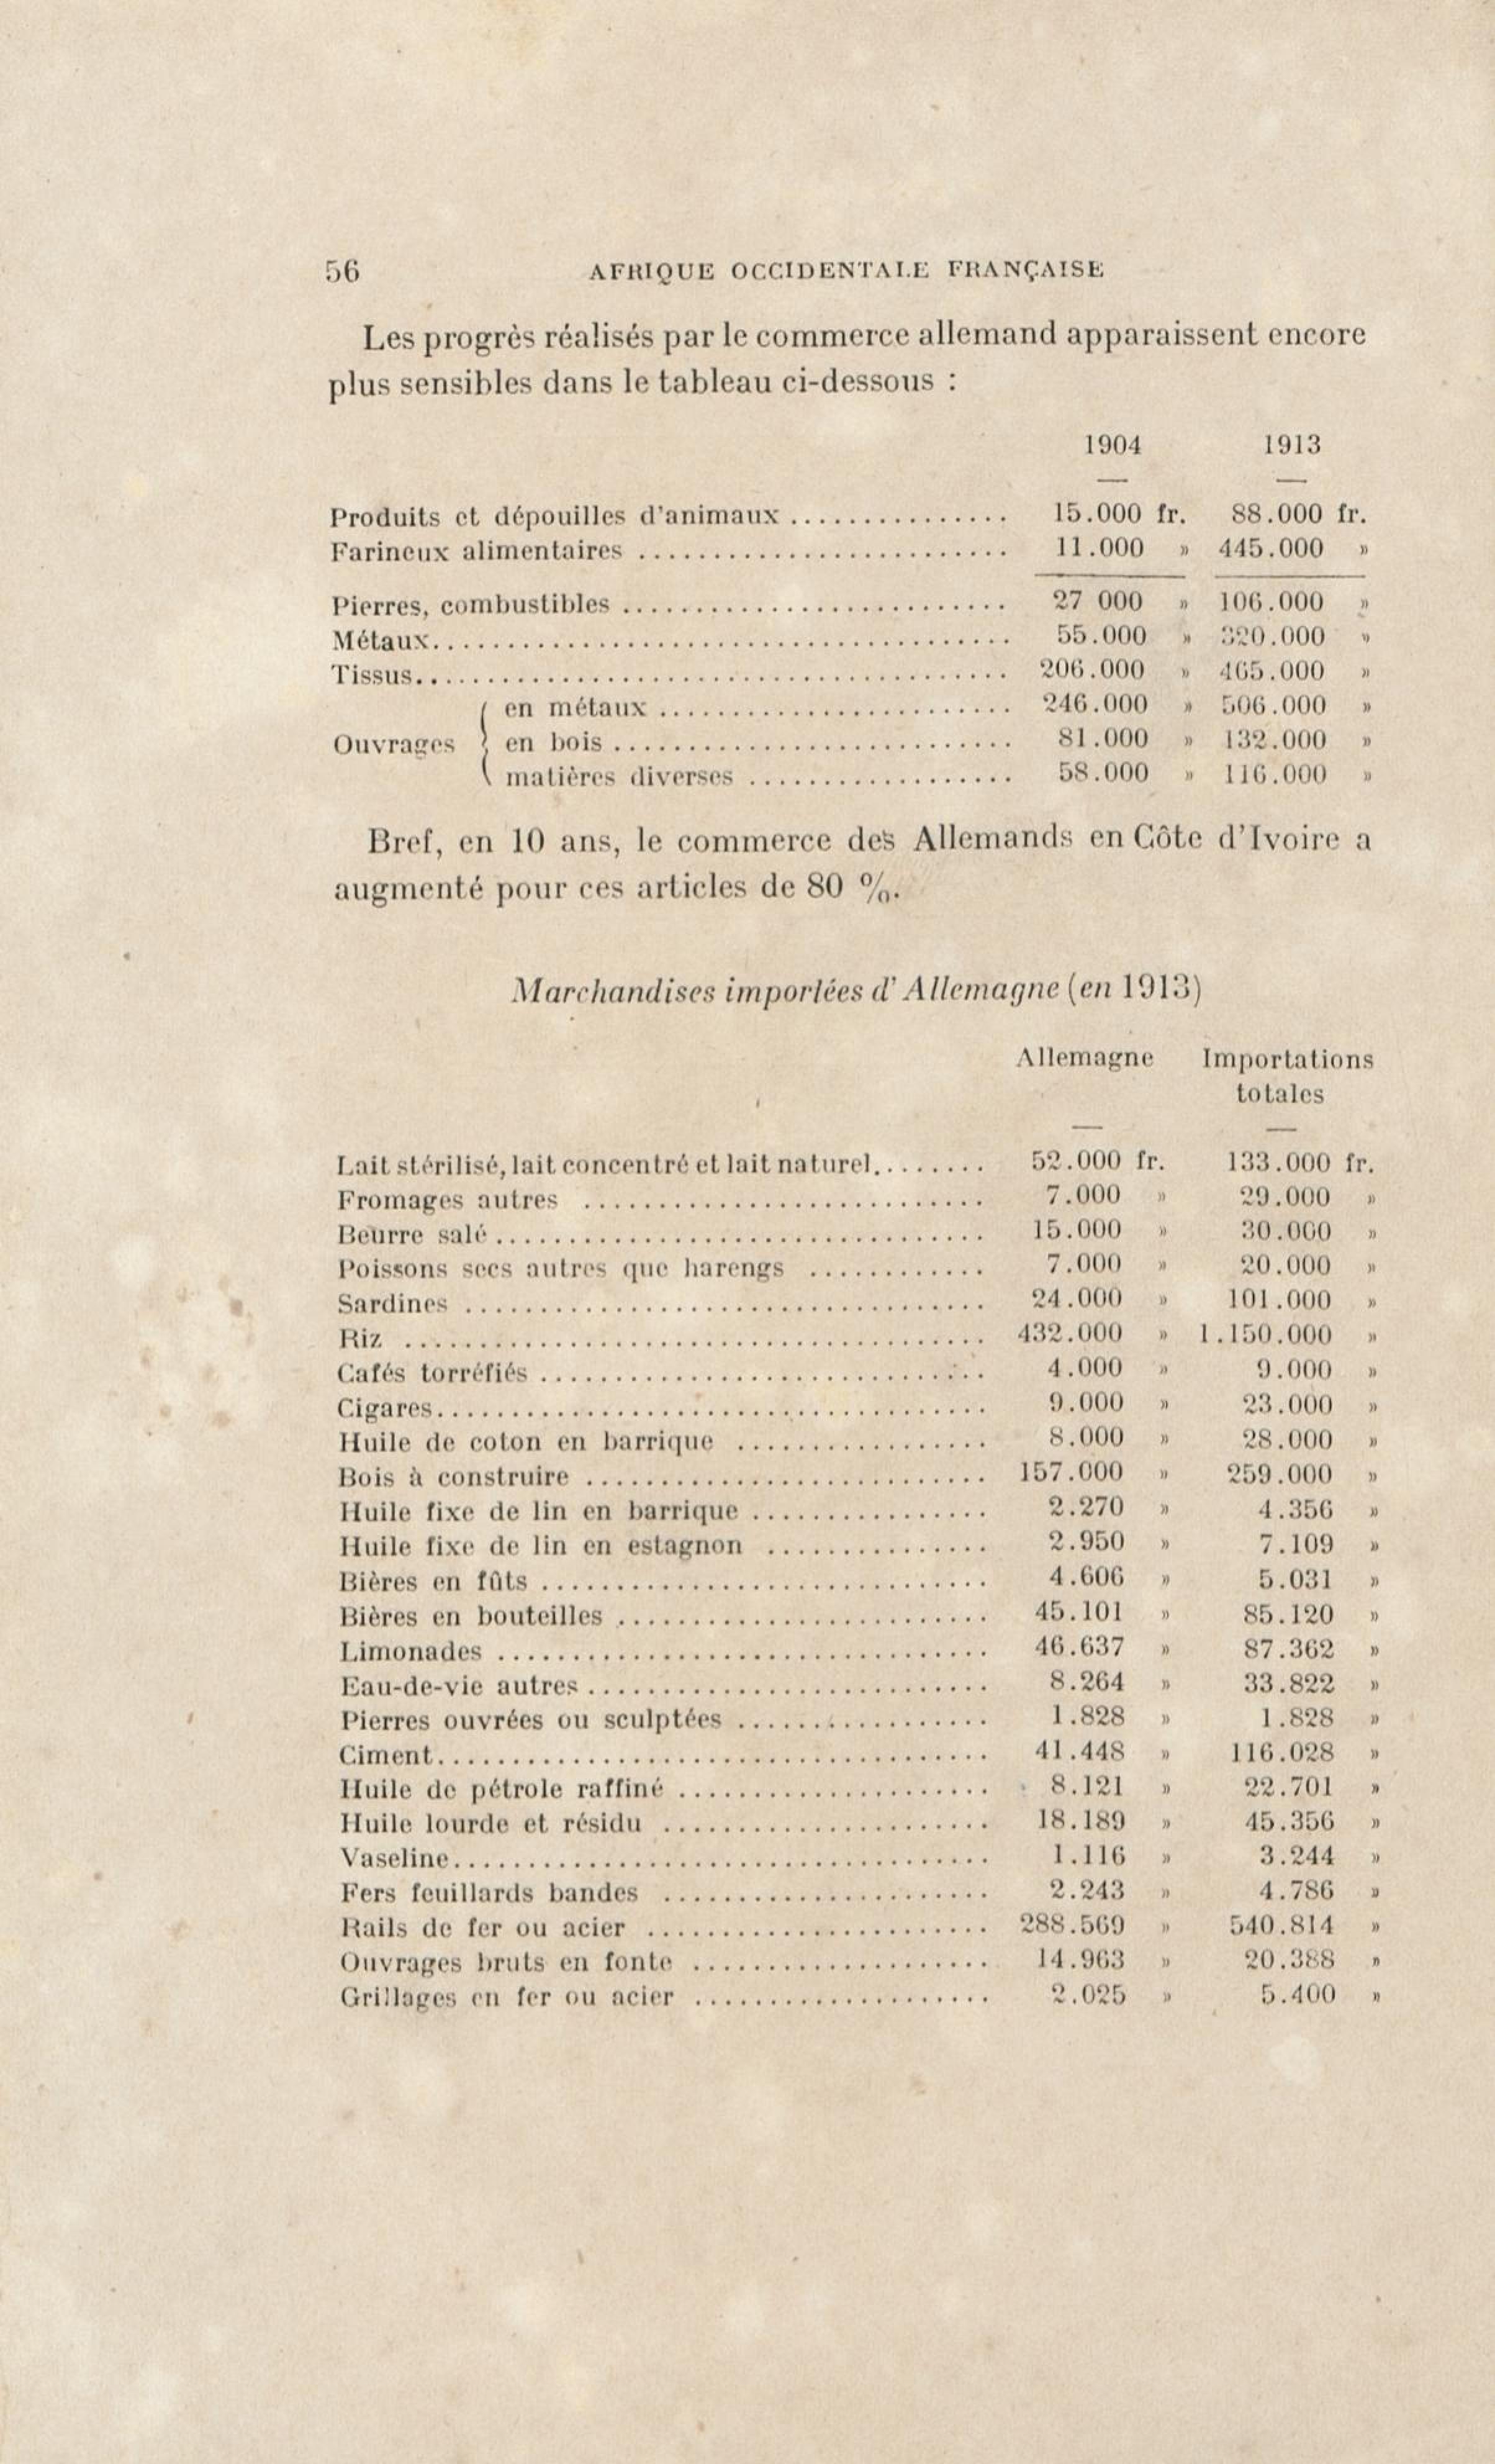 56 AFRIQUE OCCIDENTALE FRANÇAISE
Les progrès réalisés par le commerce allemand apparaissent encore
plus sensibles dans le tableau ci-dessous :
1904 1913
Produits et dépouilles d'animaux ............... 15.000 fr. 88.000 fr.
Farineux alimentaires ......................... 11.000 » 445.000 »
Pierres, combustibles .......................... 27 000 » 106.000 »
Métaux....................................... 55.000 » 320.000 »
Tissus........................................ 206.000 » 465.000 »
en métaux ........................ 246.000 » 506.000 »
Ouvrages { en bois ........................... 81.000 » 132.000 »
matières diverses .................. 58.000 » 116.000 »
Bref, en 10 ans, le commerce des Allemands en Côte d'Ivoire a
augmenté pour ces articles de 80 %.
Marchandises importées d'Allemagne (en 1913)
Allemagne Importations
totales
Lait stérilisé, lait concentré et lait naturel........ 52.000 fr. 133.000 fr.
Fromages autres ........................... 7.000 » 29.000 »
Beurre salé................................. 15.000 » 30.000 »
Poissons secs autres que harengs ............ 7.000 » 20.000 »
Sardines ................................... 24.000 » 101.000 »
Riz ....................................... 432.000 » 1.150.000 »
Cafés torréfiés .............................. 4.000 » 9.000 »
Cigares..................................... 9.000 » 23.000 »
Huile de coton en barrique ................. 8.000 » 28.000 »
Bois à construire ........................... 157.000 » 259.000 »
Huile fixe de lin en barrique ................ 2.270 » 4.356 »
Huile fixe de lin en estagnon ............... 2.950 » 7.109 »
Bières en fûts .............................. 4.606 » 5.031 »
Bières en bouteilles ......................... 45.101 » 85.120 »
Limonades ................................. 46.637 » 87.362 »
Eau-de-vie autres ........................... 8.264 » 33.822 »
Pierres ouvrées ou sculptées ................. 1.828 » 1.828 »
Ciment..................................... 41.448 » 116.028 »
Huile de pétrole raffiné ..................... 8.121 » 22.701 »
Huile lourde et résidu ...................... 18.189 » 45.356 »
Vaseline.................................... 1.116 » 3.244 »
Fers feuillards bandes ...................... 2.243 » 4.786 »
Rails de fer ou acier ....................... 288.569 » 540.814 »
Ouvrages bruts en fonte .................... 14.963 » 20.388 »
Grillages en fer ou acier .................... 2.025 » 5.400 »